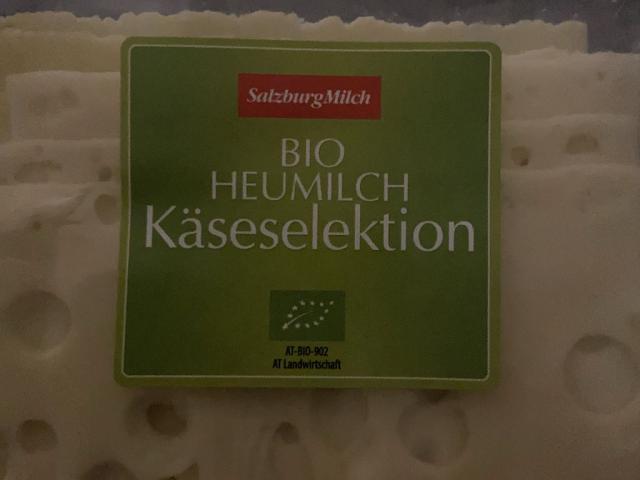 SalzburgMilch
BIO
HEUMILCH
Käseselektion
AT-BIO-902
AT Landwirtschaft